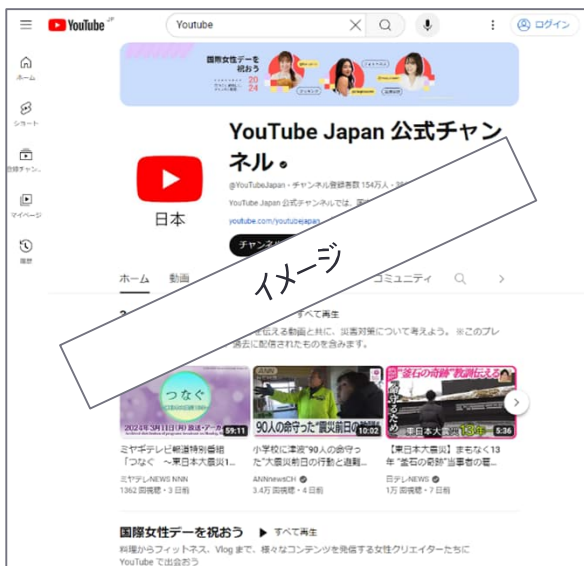 YouTube JP
Youtube
ログイン
ホーム
ショート
マイページ
履歴
国際女性デーを
祝おう
20
24
YouTube Japan 公式チャン
ネル
日本
@YouTubeJapan・チャンネル登録者数 154万人・
YouTube Japan 公式チャンネルでは、
youtube.com/youtubejapan
イメージ
ホーム 動画 コミュニティ
すべて再生
を伝える動画と共に、災害対策について考えよう。 ※このプレ
過去に配信されたものを含みます。
つなぐ
59:11
ANN
90人の命守った“震災前日の
10:02
“釜石の奇跡”教訓伝える
東日本大震災13年
5:36
ミヤギテレビ報道特別番組
「つなぐ ～東日本大震災1...
ミヤテレNEWS NNN
1362 回視聴・3 日前
小学校に津波“90人の命守っ
た“大震災前日の行動と避難...
ANNnewsCH
3.4万 回視聴・4 日前
【東日本大震災】まもなく13
年 “釜石の奇跡”当事者の葛...
日テレNEWS
1万 回視聴・7 日前
国際女性デーを祝おう ▶ すべて再生
料理からフィットネス、Vlog まで、様々なコンテンツを発信する女性クリエイターたちに
YouTube で出会おう